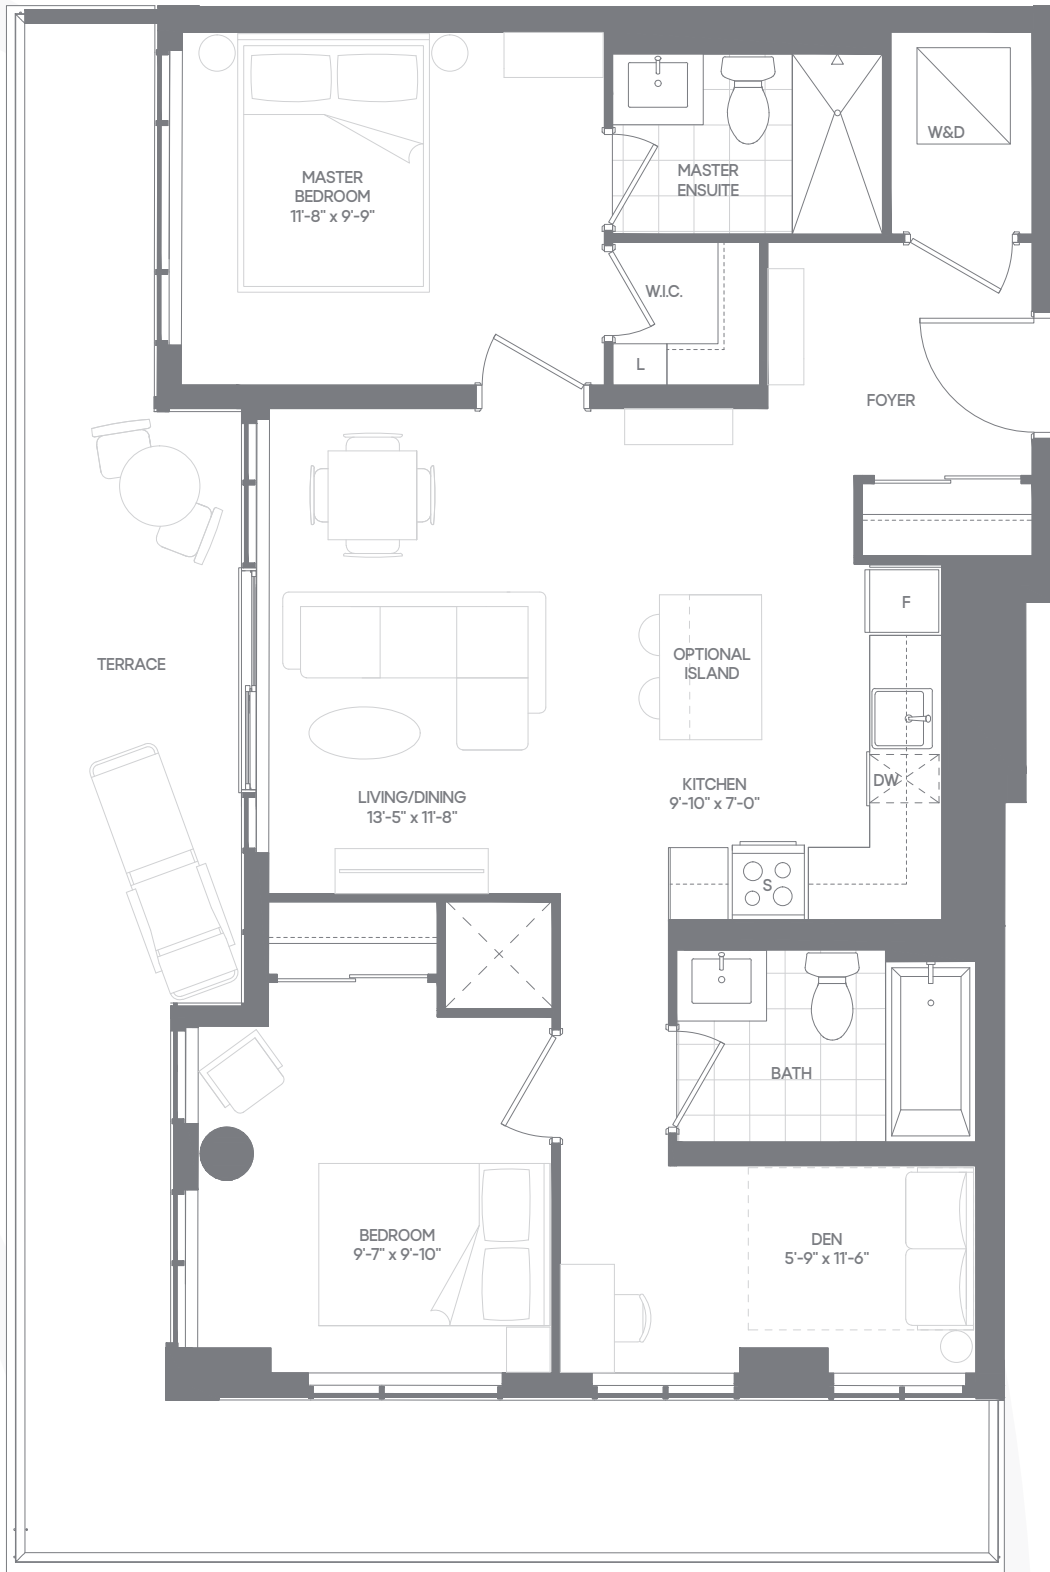 W&D
MASTER
BEDROOM
11'-8" x 9'-9"
MASTER
ENSUITE
W.I.C.
L
FOYER
F
TERRACE
OPTIONAL
ISLAND
DW
KITCHEN
9'-10" x 7'-0"
LIVING/DINING
13'-5" x 11'-8"
S
BATH
BEDROOM
9'-7" x 9'-10"
DEN
5'-9" x 11'-6"